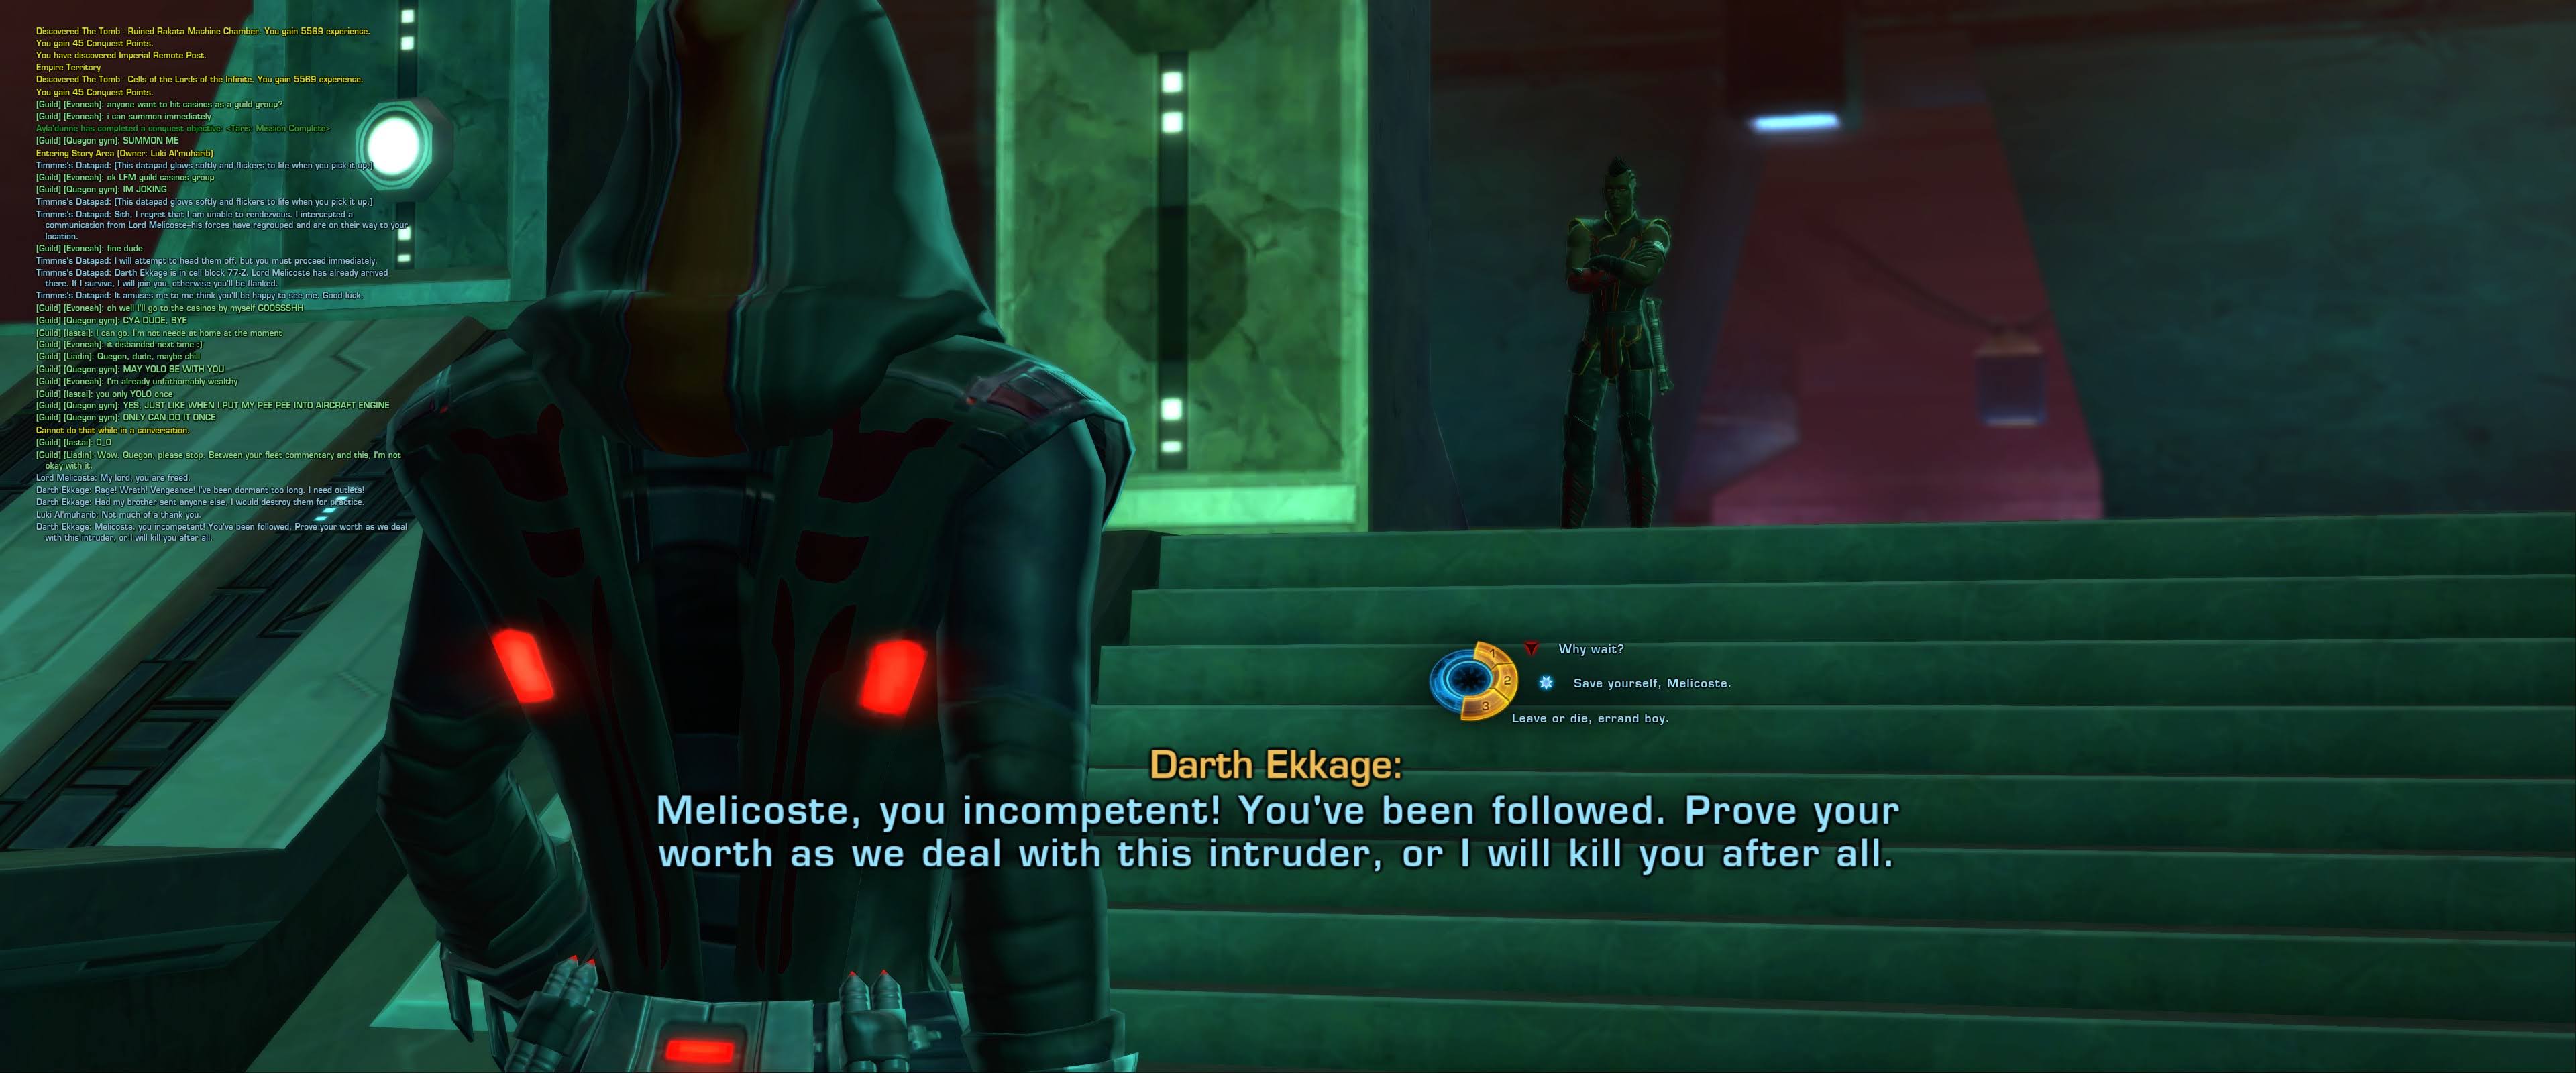 Discovered The Tomb - Ruined Rakata Machine Chamber. You gain 5569 experience.
You gain 45 Conquest Points.
You have discovered Imperial Remote Post.
Empire Territory
Discovered The Tomb - Cells of the Lords of the Infinite. You gain 5569 experience.
You gain 45 Conquest Points.
[Guild] [Evoneah]: anyone want to hit casinos as a guild group?
[Guild] [Evoneah]: i can summon immediately
Ayla'dunne has completed a conquest objective: <Taris: Mission Complete>
[Guild] [Quegon gym]: SUMMON ME
Entering Story Area (Owner: Luki Al'muharib)
Timmns's Datapad: [This datapad glows softly and flickers to life when you pick it up.]
[Guild] [Evoneah]: ok LFM guild casinos group
[Guild] [Quegon gym]: IM JOKING
Timmns's Datapad: [This datapad glows softly and flickers to life when you pick it up.]
Timmns's Datapad: Sith, I regret that I am unable to rendezvous. I intercepted a
communication from Lord Melicoste-his forces have regrouped and are on their way to your
location.
[Guild] [Evoneah]: fine dude
Timmns's Datapad: I will attempt to head them off, but you must proceed immediately.
Timmns's Datapad: Darth Ekkage is in cell block 77-Z. Lord Melicoste has already arrived
there. If I survive, I will join you, otherwise you'll be flanked.
Timmns's Datapad: It amuses me to me think you'll be happy to see me. Good luck.
[Guild] [Evoneah]: oh well I'll go to the casinos by myself GODSSSHH
[Guild] [Quegon gym]: CYA DUDE. BYE
[Guild] [Iastai]: I can go. I'm not neede at home at the moment
[Guild] [Evoneah]: it disbanded next time :]
[Guild] [Liadin]: Quegon, dude, maybe chill
[Guild] [Quegon gym]: MAY YOLO BE WITH YOU
[Guild] [Evoneah]: I'm already unfathomably wealthy
[Guild] [Iastai]: you only YOLO once
[Guild] [Quegon gym]: YES. JUST LIKE WHEN I PUT MY PEE PEE INTO AIRCRAFT ENGINE
[Guild] [Quegon gym]: ONLY CAN DO IT ONCE
Cannot do that while in a conversation.
[Guild] [Iastai]: 0.0
[Guild] [Liadin]: Wow. Quegon, please stop. Between your fleet commentary and this, I'm not
okay with it.
Lord Melicoste: My lord, you are freed.
Darth Ekkage: Rage! Wrath! Vengeance! I've been dormant too long. I need outlets!
Darth Ekkage: Had my brother sent anyone else, I would destroy them for practice.
Luki Al'muharib: Not much of a thank you.
Darth Ekkage: Melicoste, you incompetent! You've been followed. Prove your worth as we deal
with this intruder, or I will kill you after all.
1 Why wait?
2 Save yourself, Melicoste.
3 Leave or die, errand boy.
Darth Ekkage:
Melicoste, you incompetent! You've been followed. Prove your
worth as we deal with this intruder, or I will kill you after all.